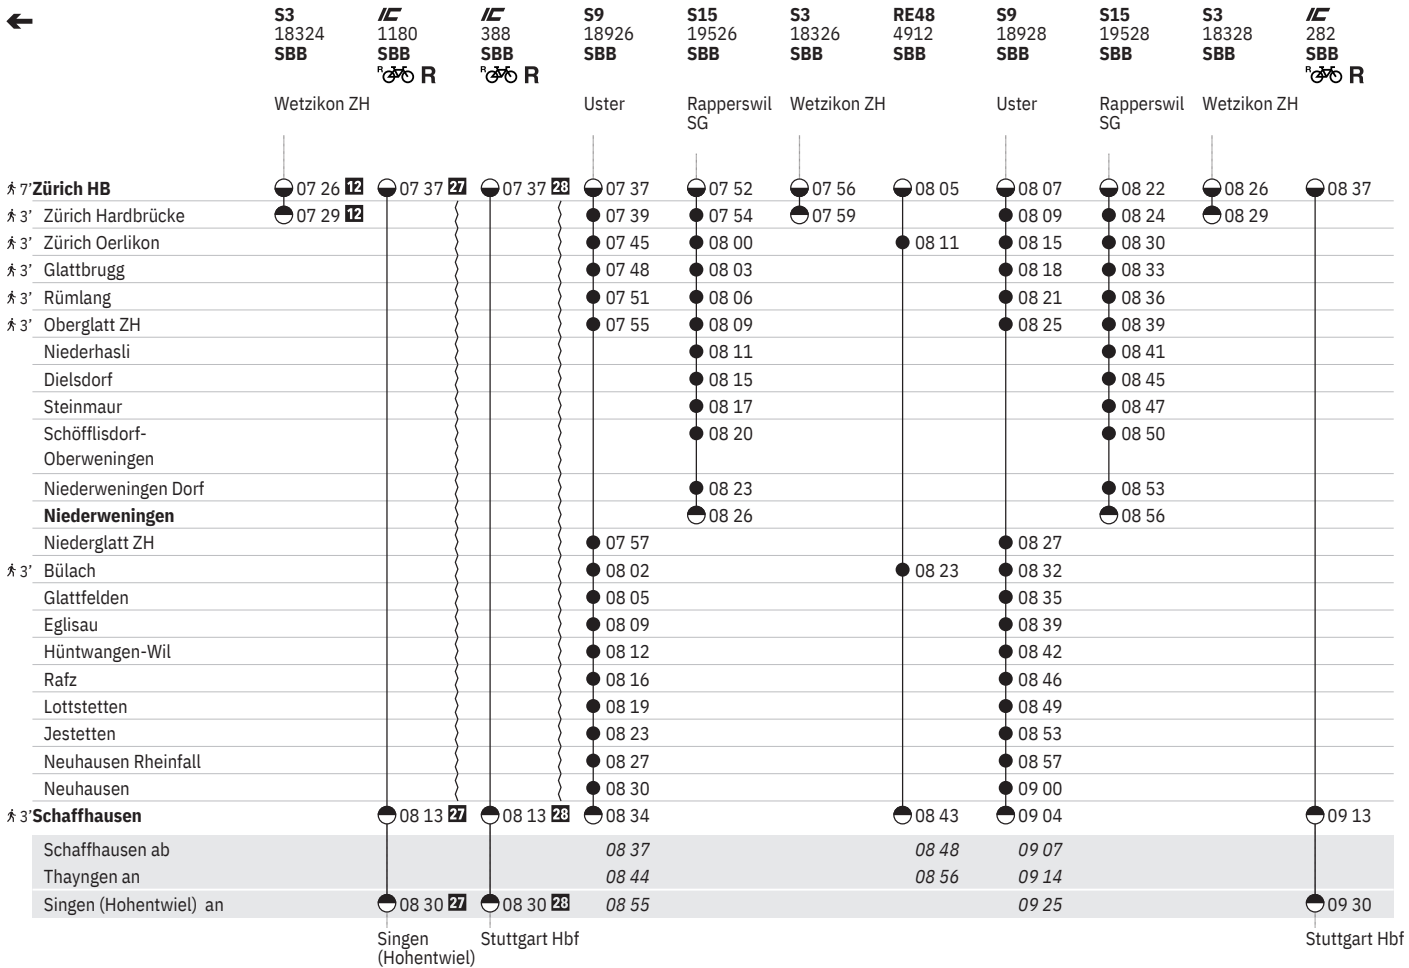 S3 IC IC S9 S15 S3 RE48 S9 S15 S3 IC
18324 1180 388 18926 19526 18326 4912 18928 19528 18328 282
SBB SBB SBB SBB SBB SBB SBB SBB SBB SBB SBB
R R R R R R
Wetzikon ZH Uster Rapperswil Wetzikon ZH Uster Rapperswil Wetzikon ZH
SG SG
7’ Zürich HB 07 26 12 07 37 27 07 37 28 07 37 07 52 07 56 08 05 08 07 08 22 08 26 08 37
3’ Zürich Hardbrücke 07 29 12 07 39 07 54 07 59 08 09 08 24 08 29
3’ Zürich Oerlikon 07 45 08 00 08 11 08 15 08 30
3’ Glattbrugg 07 48 08 03 08 18 08 33
3’ Rümlang 07 51 08 06 08 21 08 36
3’ Oberglatt ZH 07 55 08 09 08 25 08 39
Niederhasli 08 11 08 41
Dielsdorf 08 15 08 45
Steinmaur 08 17 08 47
Schöfflisdorf- 08 20 08 50
Oberweningen
Niederweningen Dorf 08 23 08 53
Niederweningen 08 26 08 56
Niederglatt ZH 07 57 08 27
3’ Bülach 08 02 08 23 08 32
Glattfelden 08 05 08 35
Eglisau 08 09 08 39
Hüntwangen-Wil 08 12 08 42
Rafz 08 16 08 46
Lottstetten 08 19 08 49
Jestetten 08 23 08 53
Neuhausen Rheinfall 08 27 08 57
Neuhausen 08 30 09 00
3’ Schaffhausen 08 13 27 08 13 28 08 34 08 43 09 04 09 13
Schaffhausen ab 08 37 08 48 09 07
Thayngen an 08 44 08 56 09 14
Singen (Hohentwiel) an 08 30 27 08 30 28 08 55 09 25 09 30
Singen Stuttgart Hbf Stuttgart Hbf
(Hohentwiel)